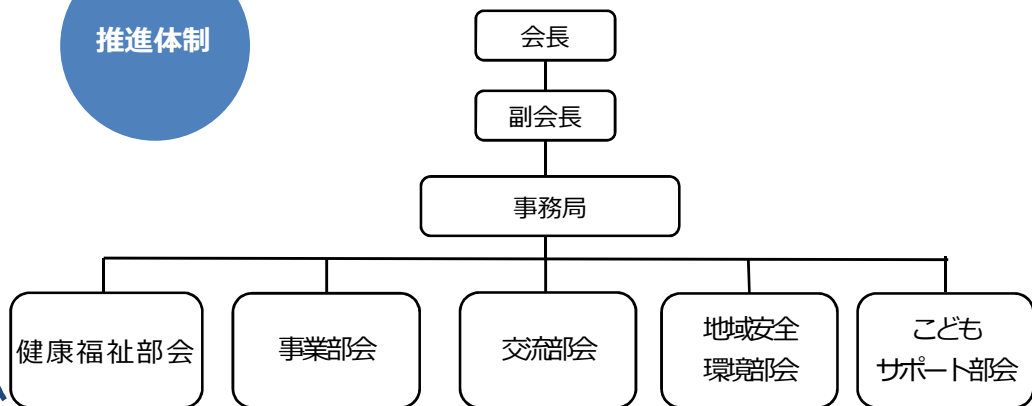 推進体制
会長
副会長
事務局
健康福祉部会
事業部会
交流部会
地域安全
環境部会
こども
サポート部会